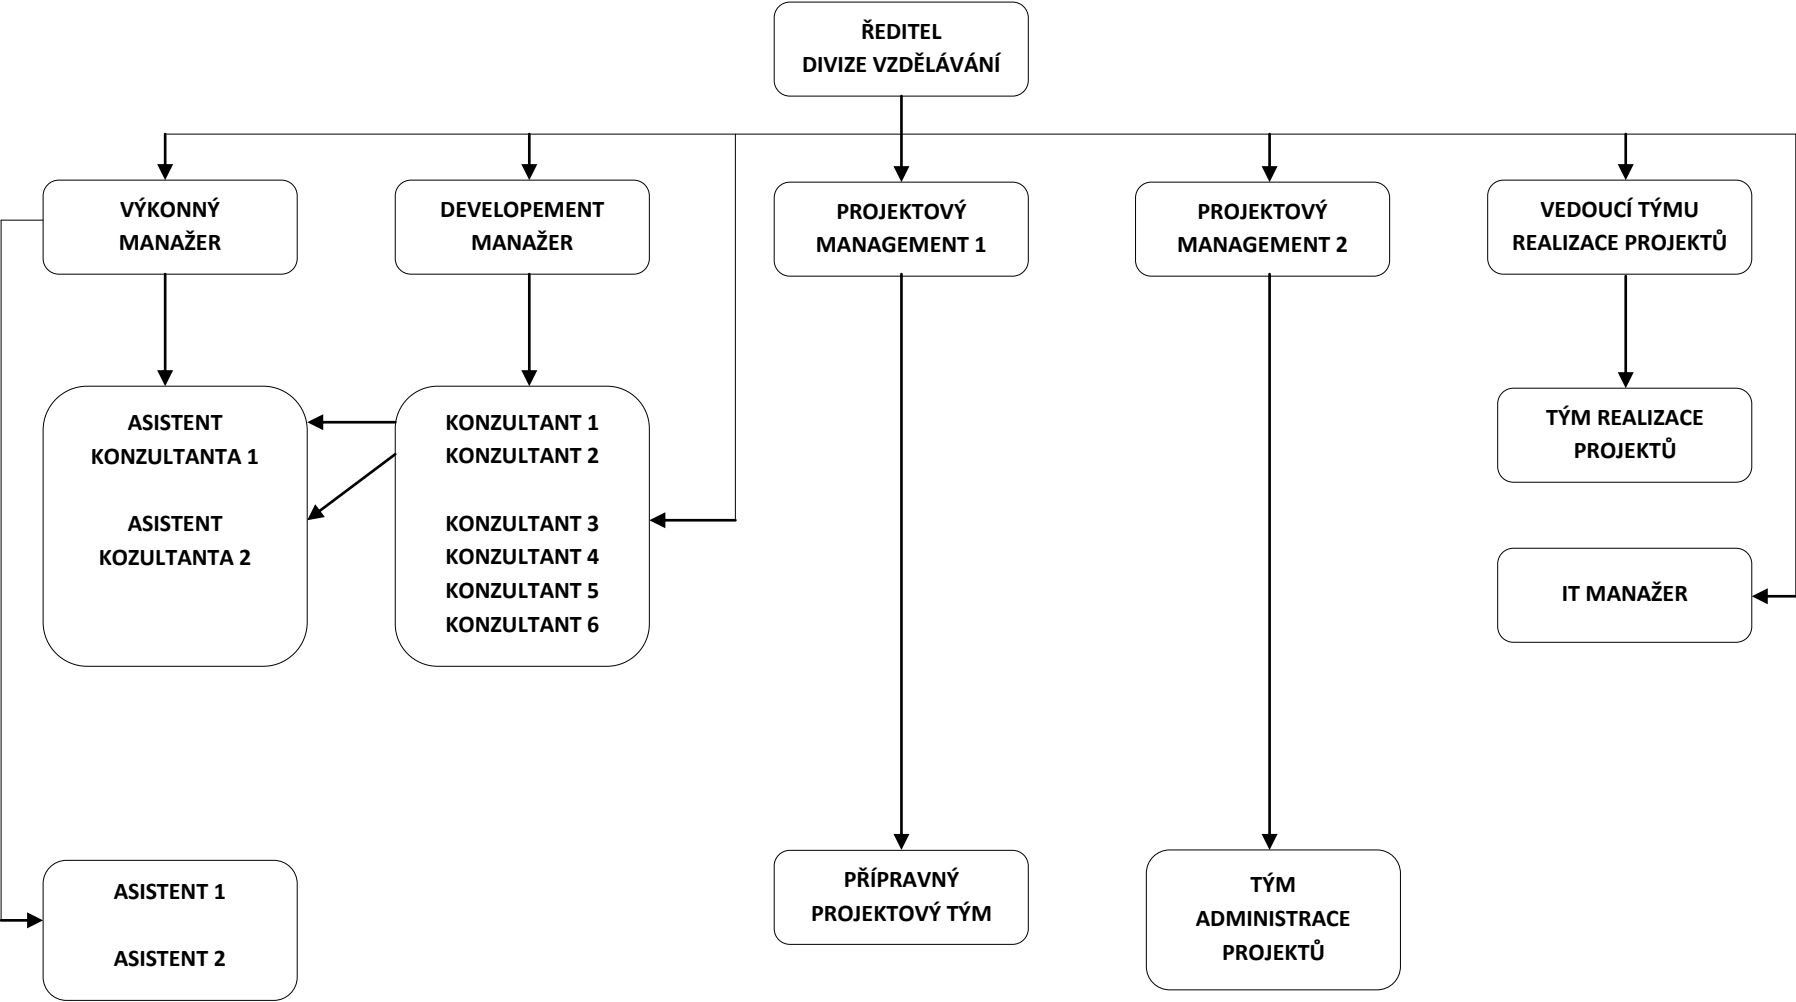 ŘEDITEL
DIVIZE VZDĚLÁVÁNÍ
VÝKONNÝ
MANAŽER
DEVELOPEMENT
MANAŽER
PROJEKTOVÝ
MANAGEMENT 1
PROJEKTOVÝ
MANAGEMENT 2
VEDOUCÍ TÝMU
REALIZACE PROJEKTŮ
ASISTENT
KONZULTANTA 1
ASISTENT
KOZULTANTA 2
KONZULTANT 1
KONZULTANT 2
KONZULTANT 3
KONZULTANT 4
KONZULTANT 5
KONZULTANT 6
TÝM REALIZACE
PROJEKTŮ
IT MANAŽER
ASISTENT 1
ASISTENT 2
PŘÍPRAVNÝ
PROJEKTOVÝ TÝM
TÝM
ADMINISTRACE
PROJEKTŮ